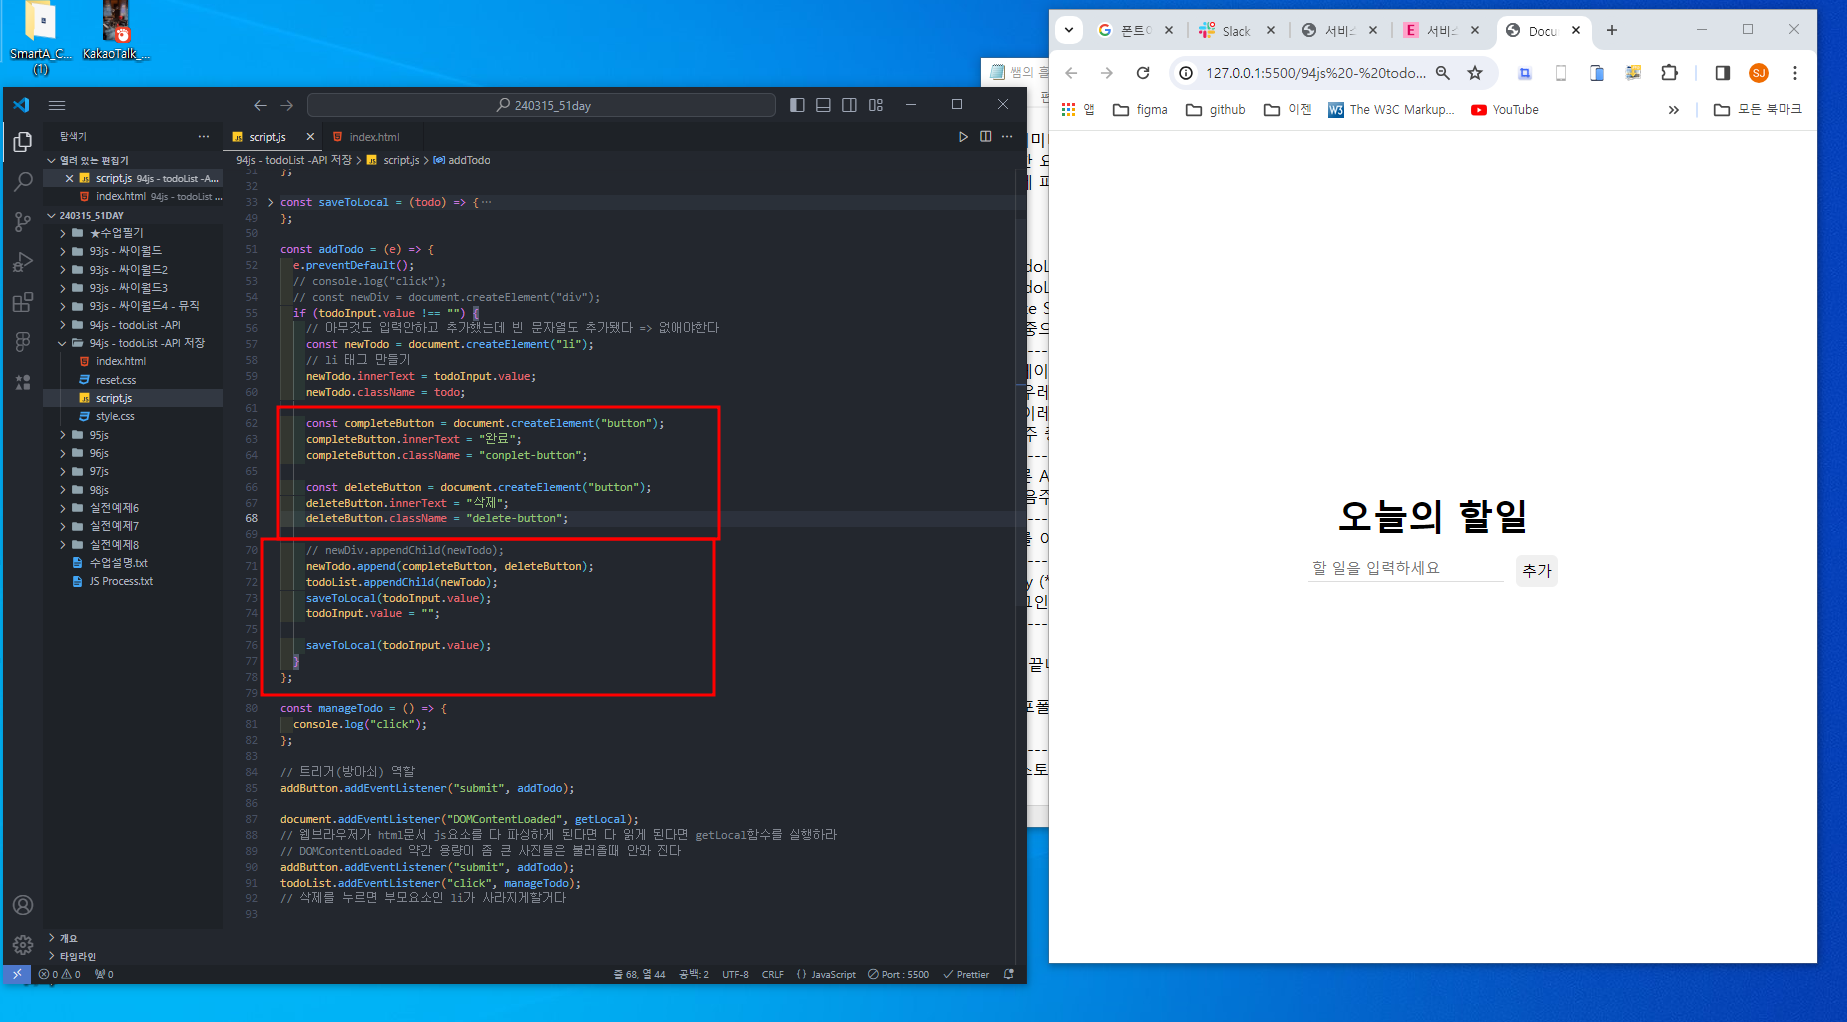 SmartA_C...
(1)
KakaoTalk_...
240315_51day
탐색기
script.js
index.html
열려 있는 편집기
script.js 94js - todoList -A...
index.html 94js - todoList ...
240315_51DAY
★수업필기
93js - 싸이월드
93js - 싸이월드2
93js - 싸이월드3
93js - 싸이월드4 - 뮤직
94js - todoList -API
94js - todoList -API 저장
index.html
reset.css
script.js
style.css
95js
96js
97js
98js
실전예제6
실전예제7
실전예제8
수업설명.txt
JS Process.txt
개요
타임라인
94js - todoList -API 저장 > script.js > addTodo
31 };
32
33 const saveToLocal = (todo) => { ...
49 };
50
51 const addTodo = (e) => {
52 e.preventDefault();
53 // console.log("click");
54 // const newDiv = document.createElement("div");
55 if (todoInput.value !== "") {
56 // 아무것도 입력안하고 추가했는데 빈 문자열도 추가됐다 => 없애야한다
57 const newTodo = document.createElement("li");
58 // li 태그 만들기
59 newTodo.innerText = todoInput.value;
60 newTodo.className = todo;
61
62 const completeButton = document.createElement("button");
63 completeButton.innerText = "완료";
64 completeButton.className = "conplet-button";
65
66 const deleteButton = document.createElement("button");
67 deleteButton.innerText = "삭제";
68 deleteButton.className = "delete-button";
69
70 // newDiv.appendChild(newTodo);
71 newTodo.append(completeButton, deleteButton);
72 todoList.appendChild(newTodo);
73 saveToLocal(todoInput.value);
74 todoInput.value = "";
75
76 saveToLocal(todoInput.value);
77 }
78 };
79
80 const manageTodo = () => {
81 console.log("click");
82 };
83
84 // 트리거(방아쇠) 역할
85 addButton.addEventListener("submit", addTodo);
86
87 document.addEventListener("DOMContentLoaded", getLocal);
88 // 웹브라우저가 html문서 js요소를 다 파싱하게 된다면 다 읽게 된다면 getLocal함수를 실행하라
89 // DOMContentLoaded 약간 용량이 좀 큰 사진들은 불러올때 안와 진다
90 addButton.addEventListener("submit", addTodo);
91 todoList.addEventListener("click", manageTodo);
92 // 삭제를 누르면 부모요소인 li가 사라지게할거다
93
0 0 0
줄 68, 열 44 공백: 2 UTF-8 CRLF {} JavaScript Port : 5500 Prettier
쌤의 흘
폰트
Slack
서비스
서비스
Docu
127.0.0.1:5500/94js%20-%20todo...
SJ
앱 figma github 이젠 The W3C Markup... YouTube » 모든 북마크
오늘의 할일
할 일을 입력하세요
추가